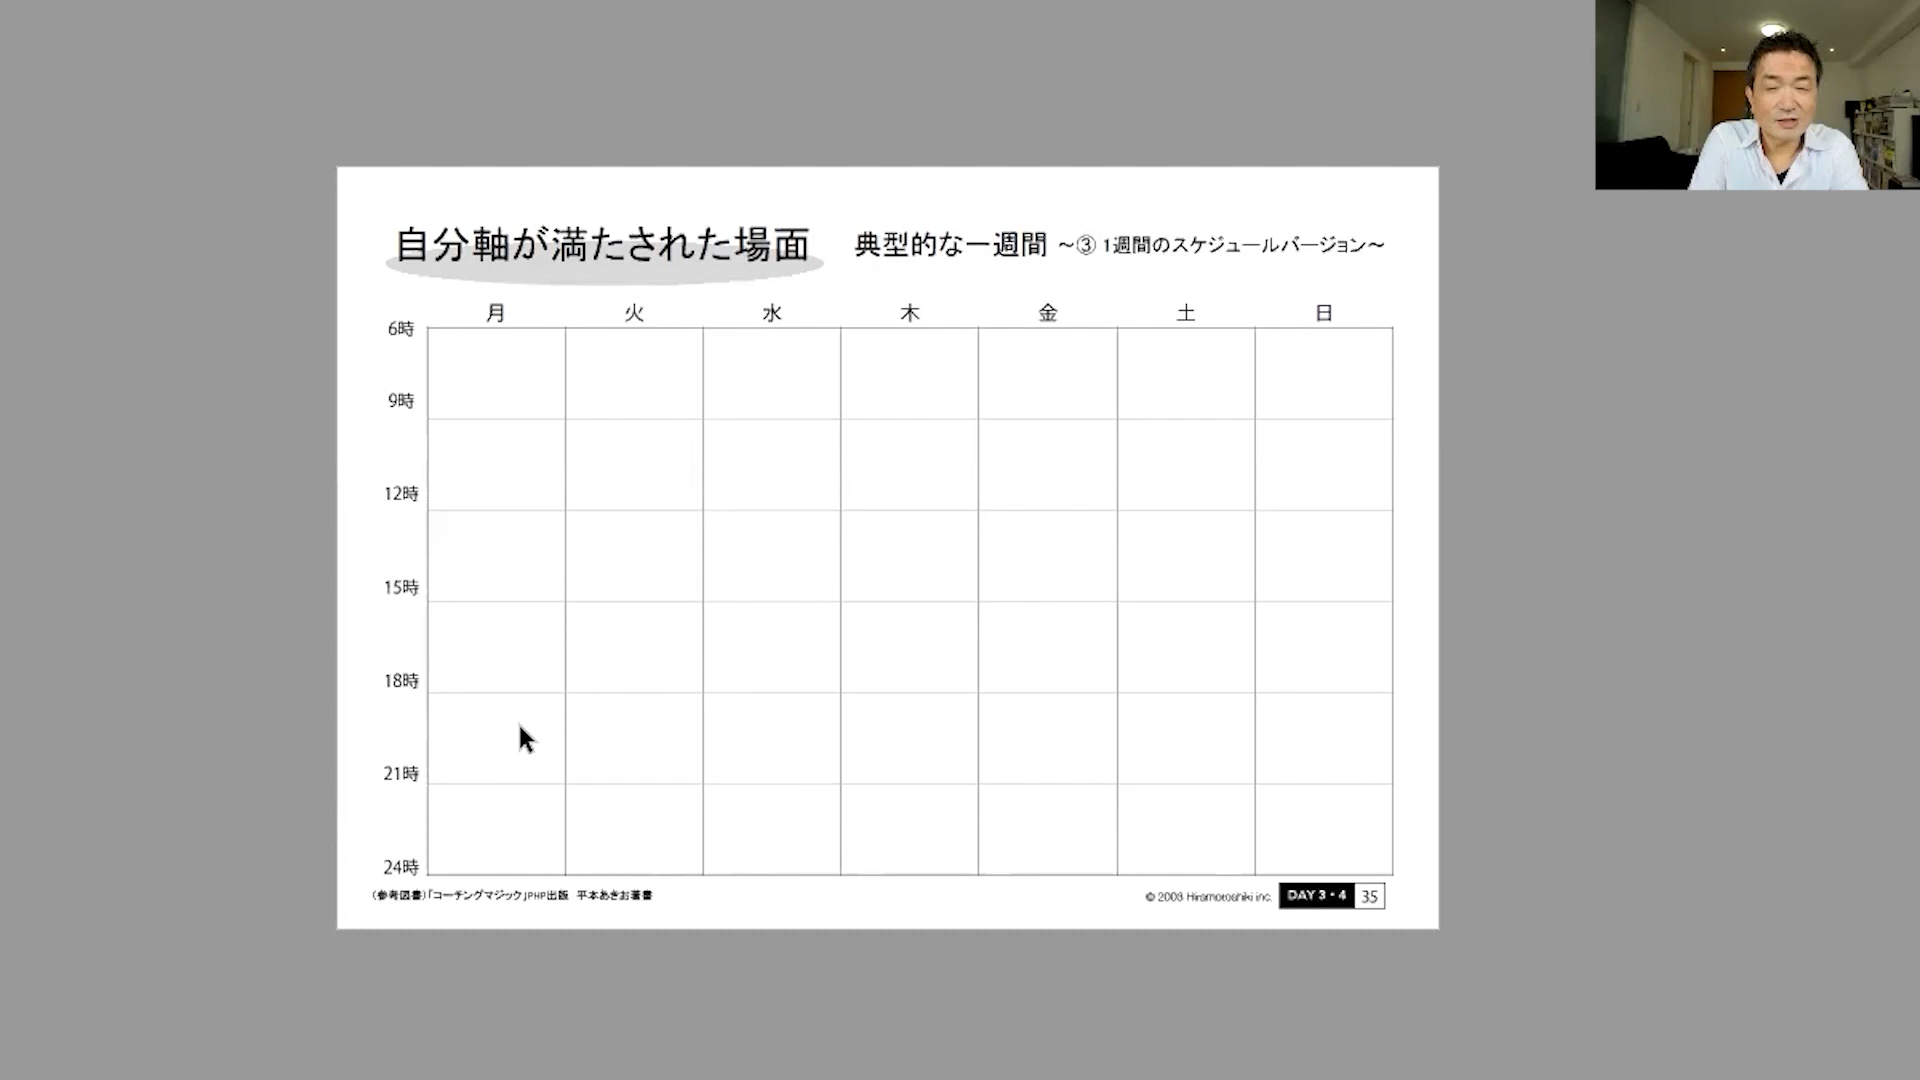 自分軸が満たされた場面 典型的な一週間 ～③ 1週間のスケジュールバージョン～
月 火 水 木 金 土 日
6時
9時
12時
15時
18時
21時
24時
(参考図書)「コーチングマジック」PHP出版 平本あきお著書
© 2003 Hiramotoshiki inc. DAY 3・4 35